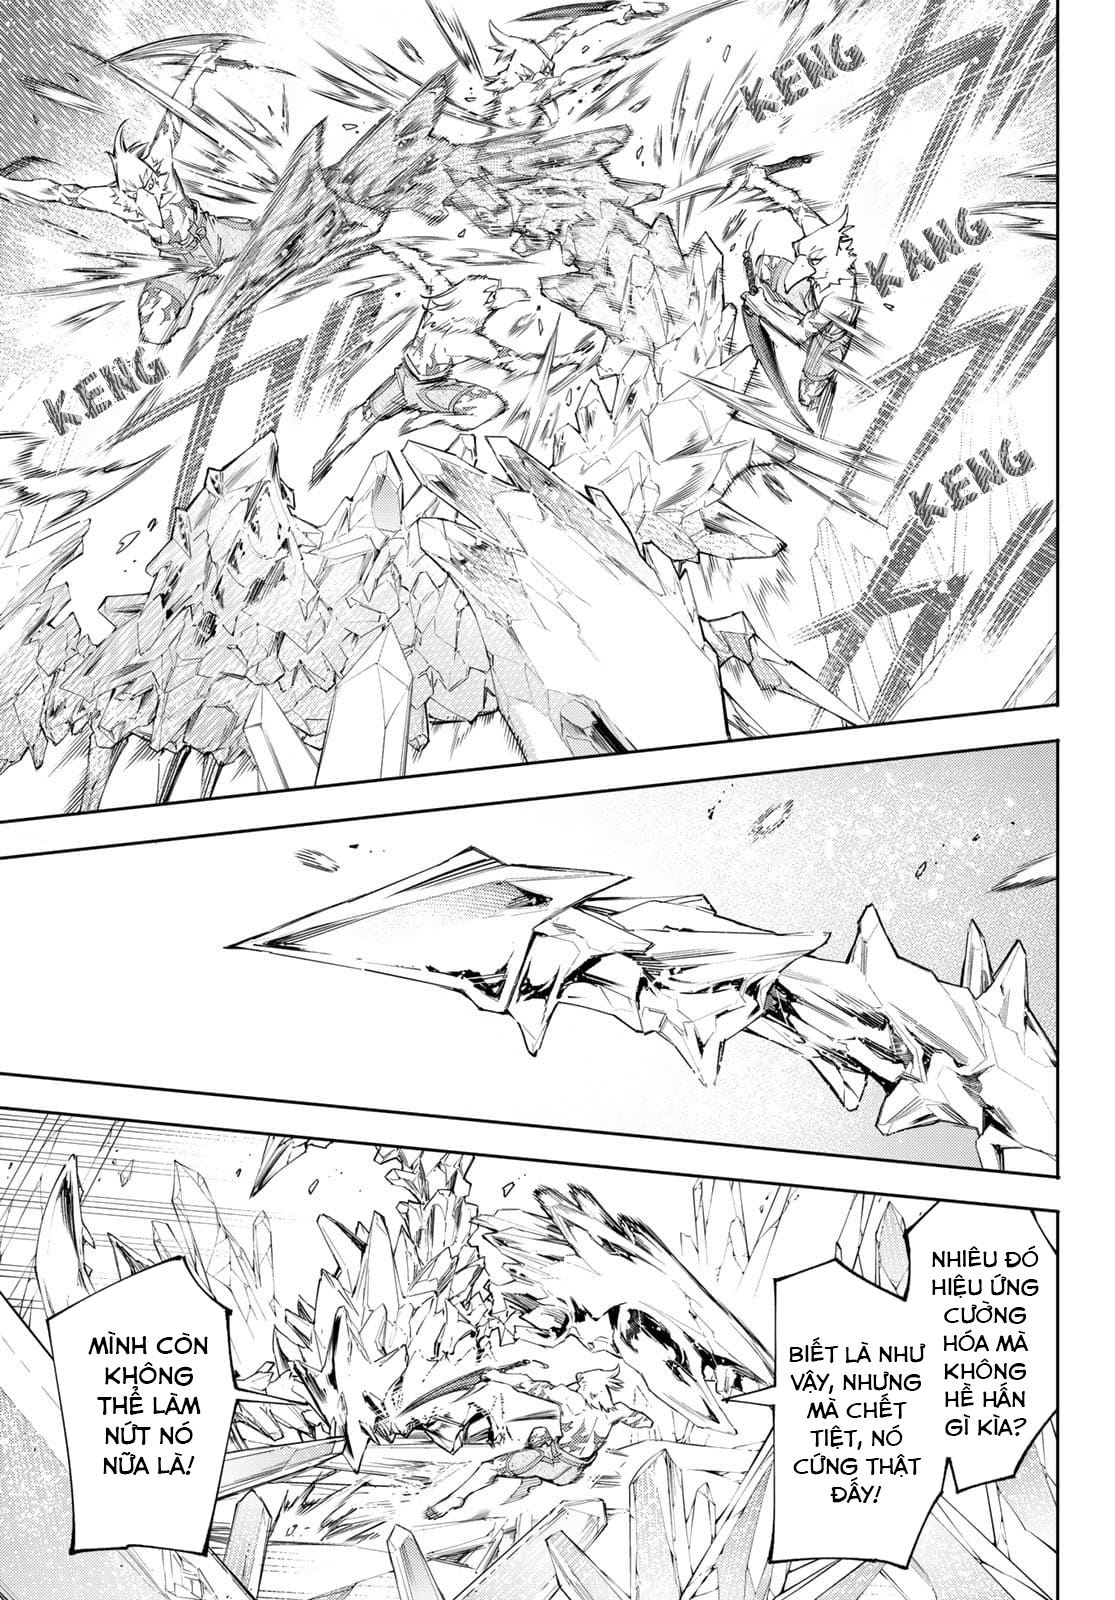 KENG
KANG
KENG
KENG
NHIÊU ĐÓ
HIỆU ỨNG
CƯỜNG
HÓA MÀ
KHÔNG
HỀ HẤN
GÌ KÌA?
BIẾT LÀ NHƯ
VẬY, NHƯNG
MÀ CHẾT
TIỆT, NÓ
CỨNG THẬT
ĐẤY!
MÌNH CÒN
KHÔNG
THỂ LÀM
NỨT NÓ
NỮA LÀ!